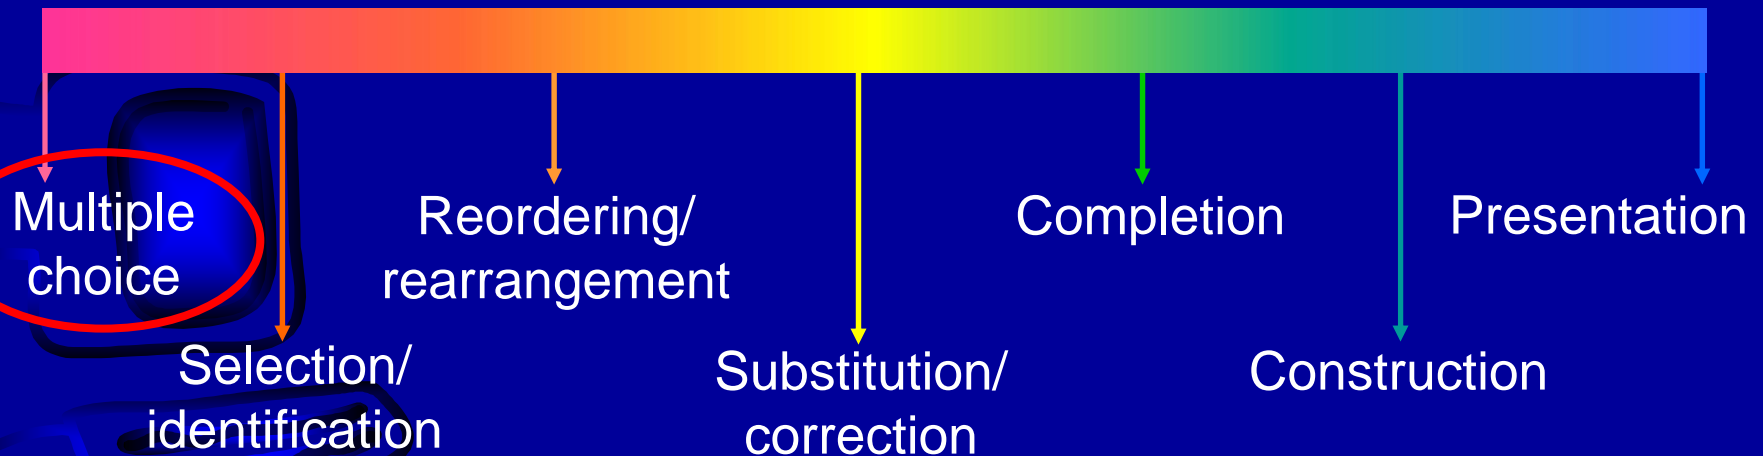 Multiple
choice
Selection/
identification
Reordering/
rearrangement
Substitution/
correction
Completion
Construction
Presentation